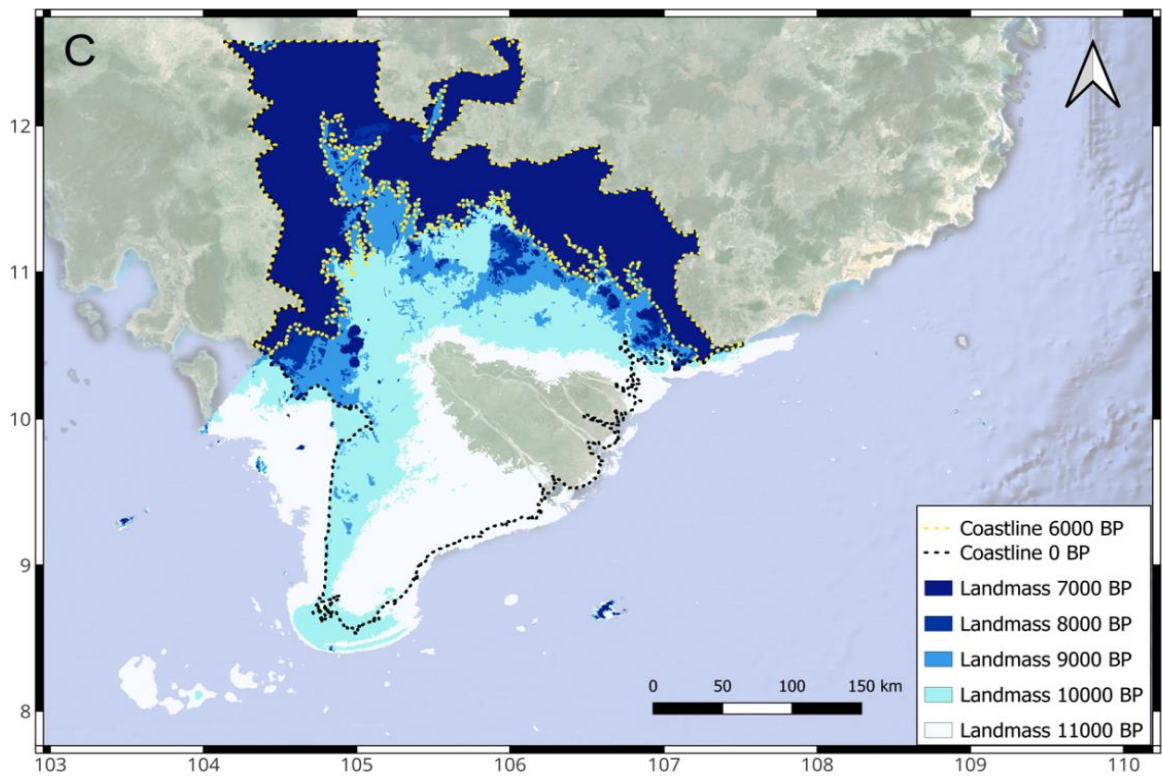 C
12
11
10
9
8
103 104 105 106 107 108 109 110
0 50 100 150 km
Coastline 6000 BP
Coastline 0 BP
Landmass 7000 BP
Landmass 8000 BP
Landmass 9000 BP
Landmass 10000 BP
Landmass 11000 BP